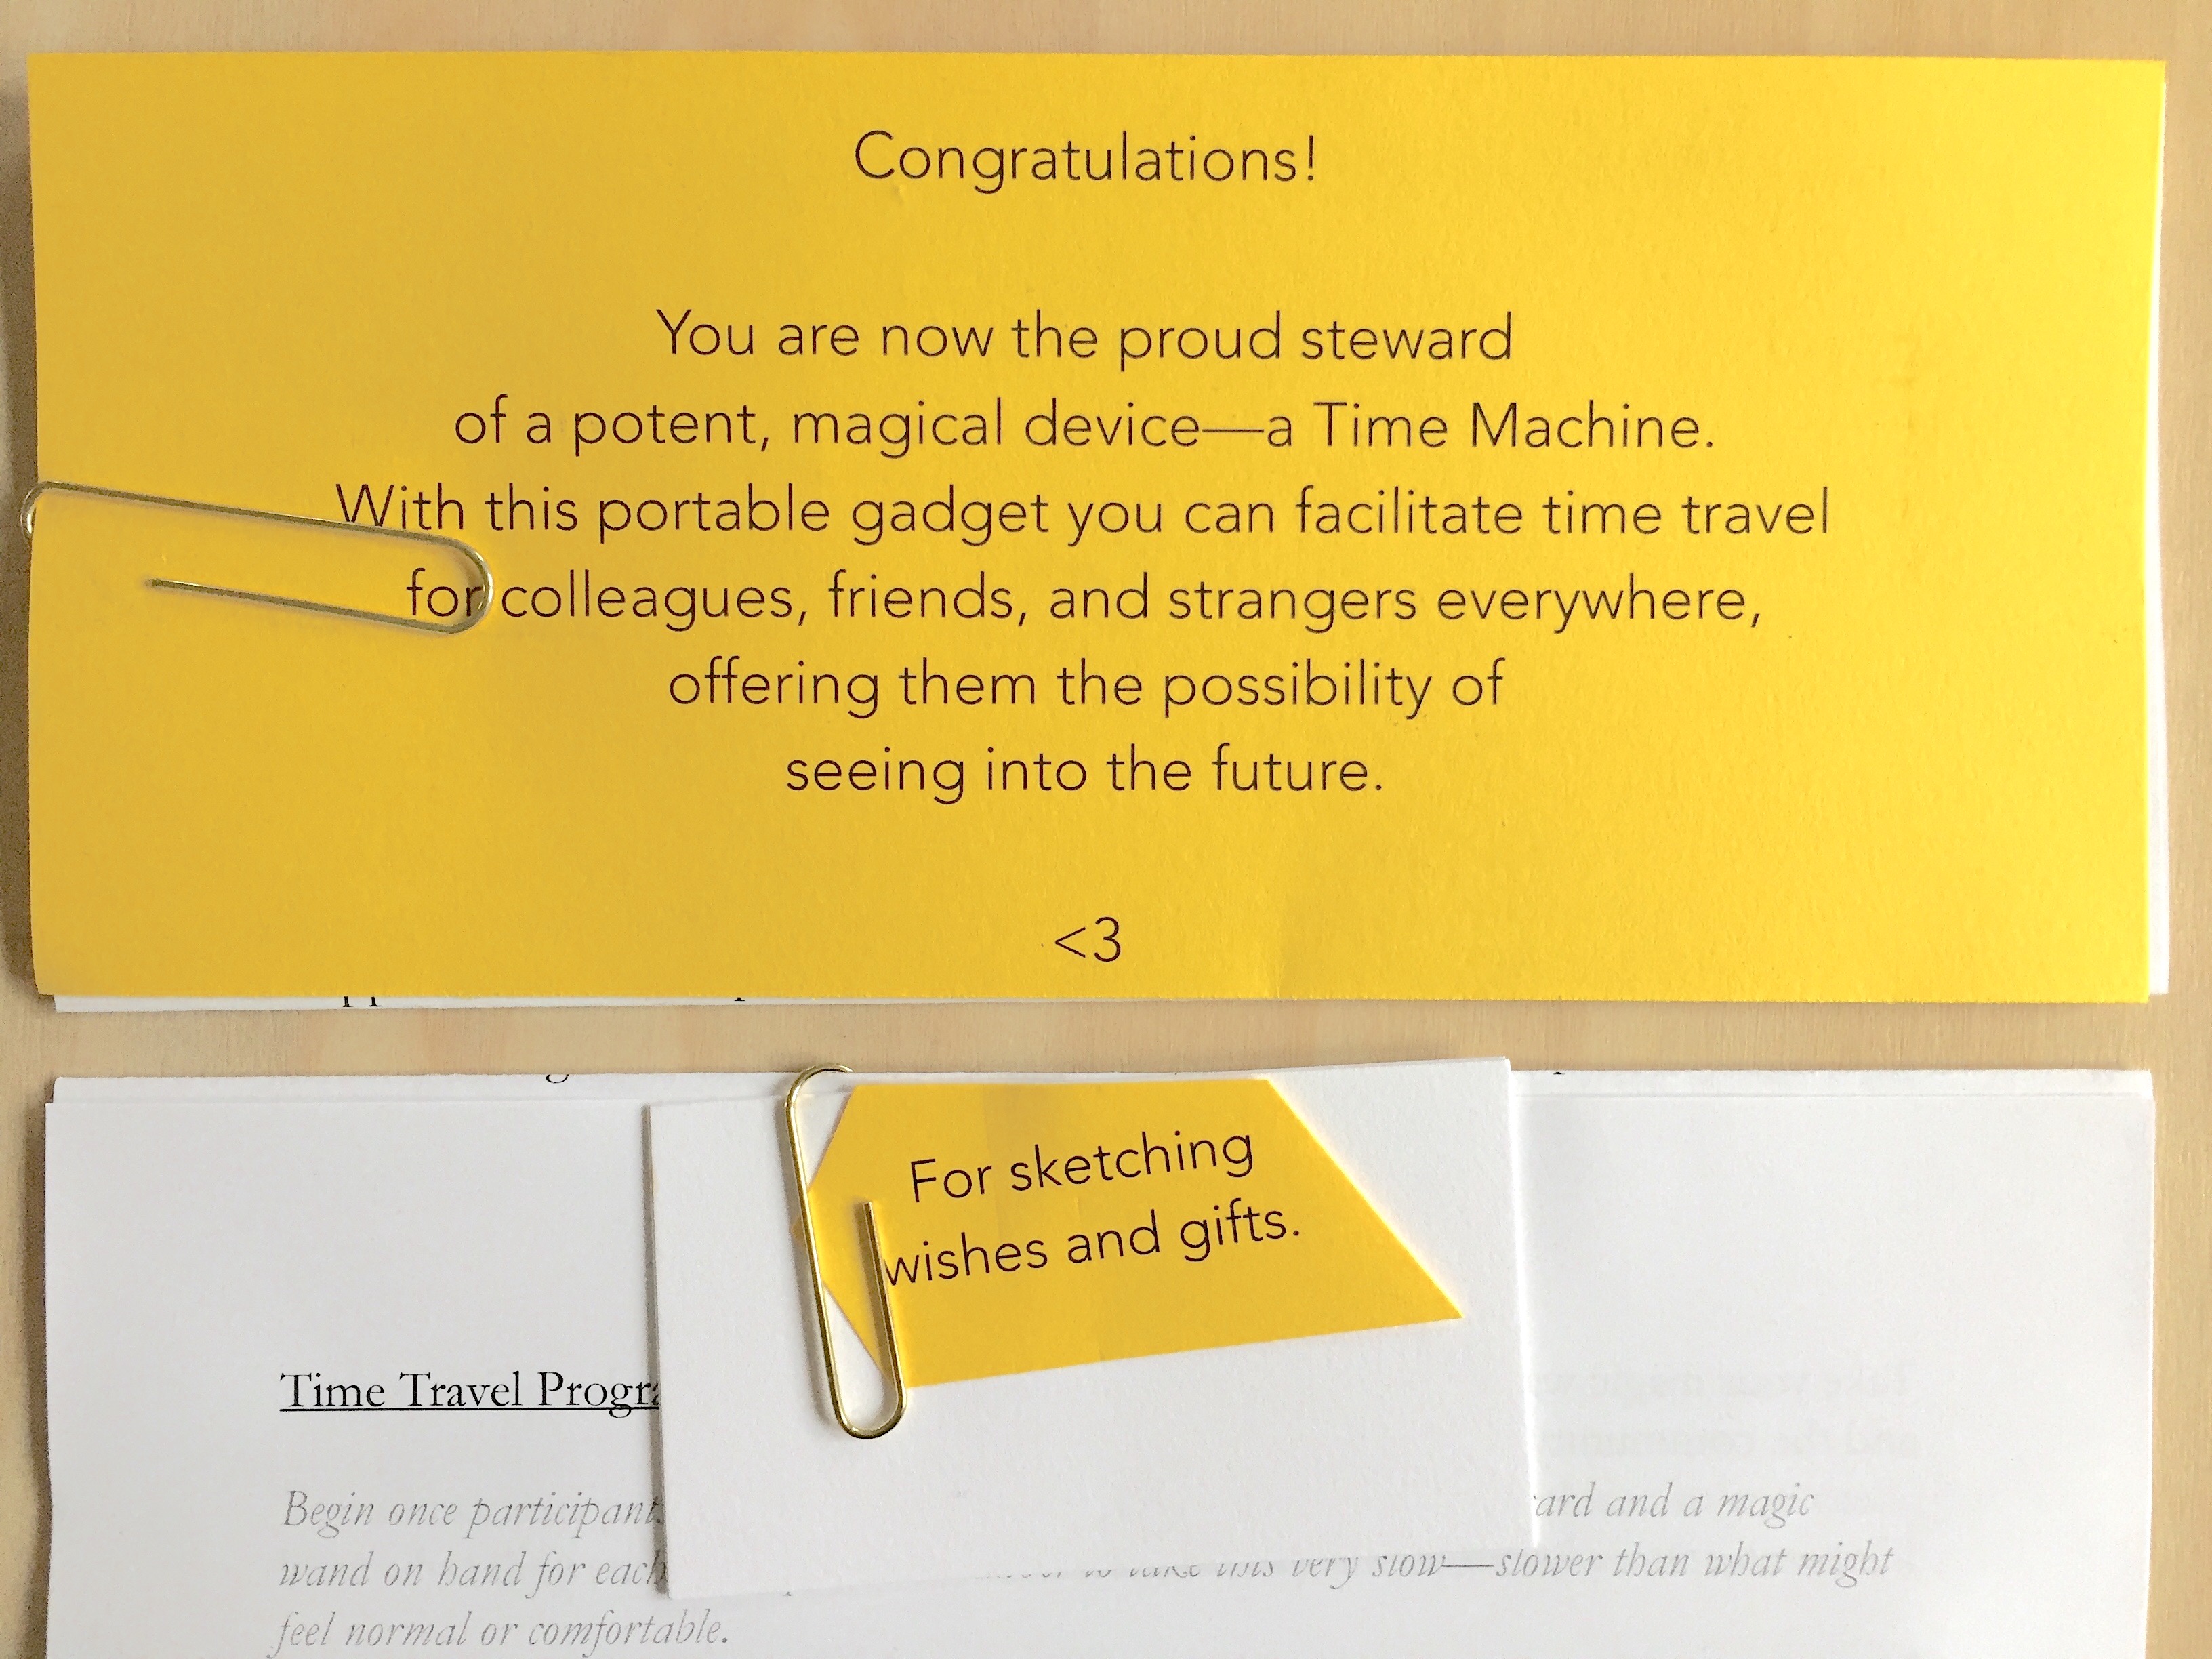 Congratulations!
You are now the proud steward
of a potent, magical device—a Time Machine.
With this portable gadget you can facilitate time travel
for colleagues, friends, and strangers everywhere,
offering them the possibility of
seeing into the future.
<3
For sketching
wishes and gifts.
Time Travel
Begin once and a magic
wand on hand for each this very slow—slower than what might
feel normal or comfortable.